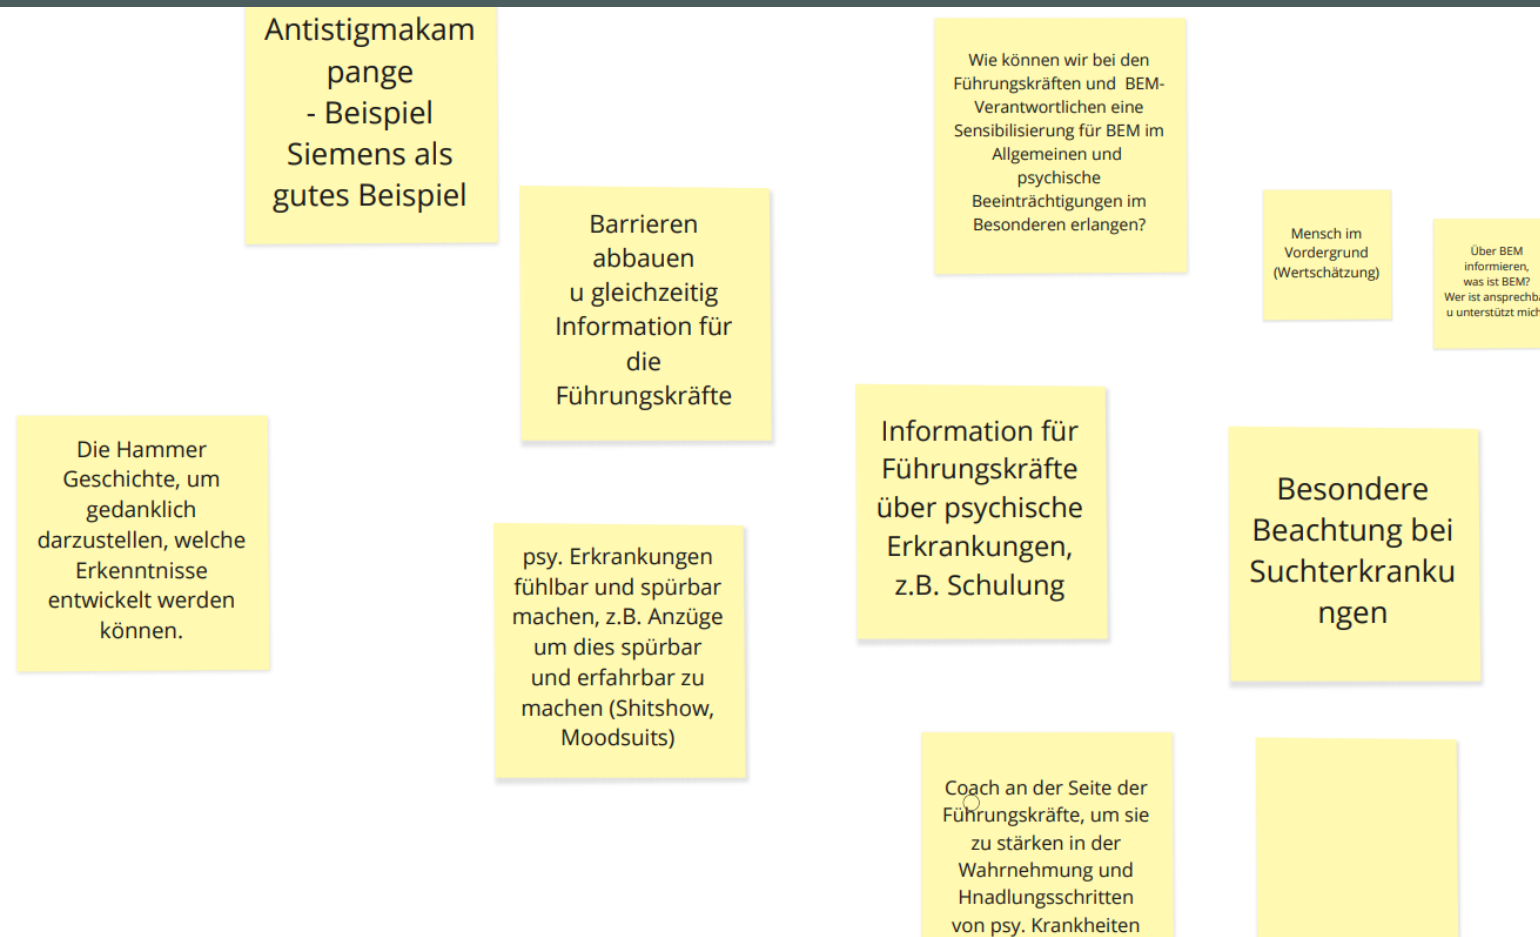 Antistigmakam
pange
- Beispiel
Siemens als
gutes Beispiel
Barrieren
abbauen
u gleichzeitig
Information für
die
Führungskräfte
Wie können wir bei den
Führungskräften und BEM-
Verantwortlichen eine
Sensibilisierung für BEM im
Allgemeinen und
psychische
Beeinträchtigungen im
Besonderen erlangen?
Mensch im
Vordergrund
(Wertschätzung)
Über BEM
informieren,
was ist BEM?
Wer ist ansprechba
u unterstützt mich
Die Hammer
Geschichte, um
gedanklich
darzustellen, welche
Erkenntnisse
entwickelt werden
können.
psy. Erkrankungen
fühlbar und spürbar
machen, z.B. Anzüge
um dies spürbar
und erfahrbar zu
machen (Shitshow,
Moodsuits)
Information für
Führungskräfte
über psychische
Erkrankungen,
z.B. Schulung
Besondere
Beachtung bei
Suchterkranku
ngen
Coach an der Seite der
Führungskräfte, um sie
zu stärken in der
Wahrnehmung und
Hnadlungsschritten
von psy. Krankheiten